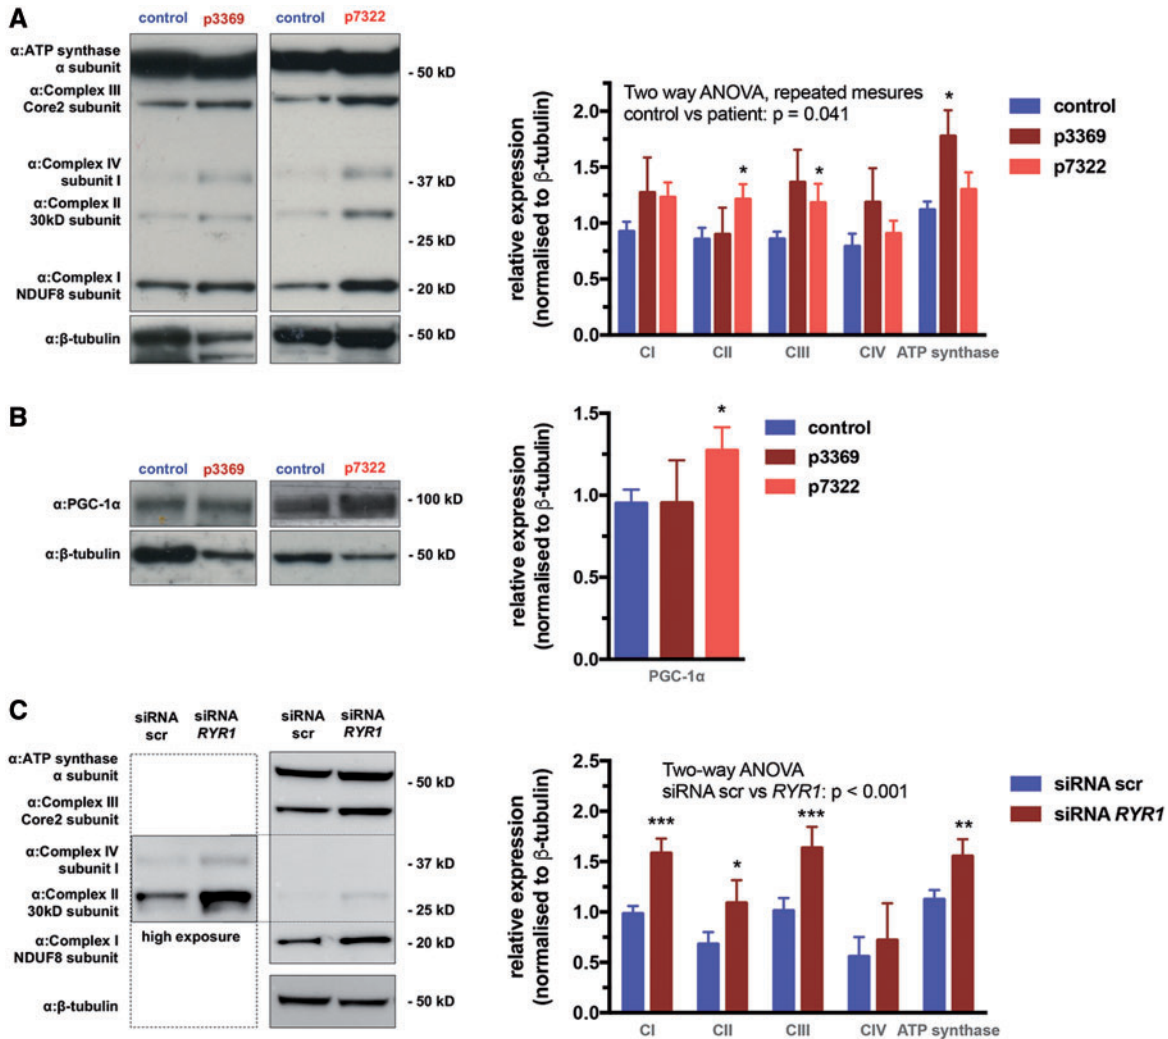 A
control p3369 control p7322
α:ATP synthase
α subunit
- 50 kD
α:Complex III
Core2 subunit
α:Complex IV
subunit I
- 37 kD
α:Complex II
30kD subunit
- 25 kD
α:Complex I
NDUF8 subunit
- 20 kD
α:β-tubulin
- 50 kD
relative expression
(normalised to β-tubulin)
Two way ANOVA, repeated mesures
control vs patient: p = 0.041
2.0
1.5
1.0
0.5
0.0
* * * *
CI CII CIII CIV ATP synthase
control
p3369
p7322
B
control p3369 control p7322
α:PGC-1α
- 100 kD
α:β-tubulin
- 50 kD
relative expression
(normalised to β-tubulin)
1.5
1.0
0.5
0.0
*
PGC-1α
control
p3369
p7322
C
siRNA scr siRNA RYR1 siRNA scr siRNA RYR1
α:ATP synthase
α subunit
- 50 kD
α:Complex III
Core2 subunit
α:Complex IV
subunit I
- 37 kD
α:Complex II
30kD subunit
- 25 kD
high exposure
α:Complex I
NDUF8 subunit
- 20 kD
α:β-tubulin
- 50 kD
relative expression
(normalised to β-tubulin)
Two-way ANOVA
siRNA scr vs RYR1: p < 0.001
2.5
2.0
1.5
1.0
0.5
0.0
*** * *** **
CI CII CIII CIV ATP synthase
siRNA scr
siRNA RYR1